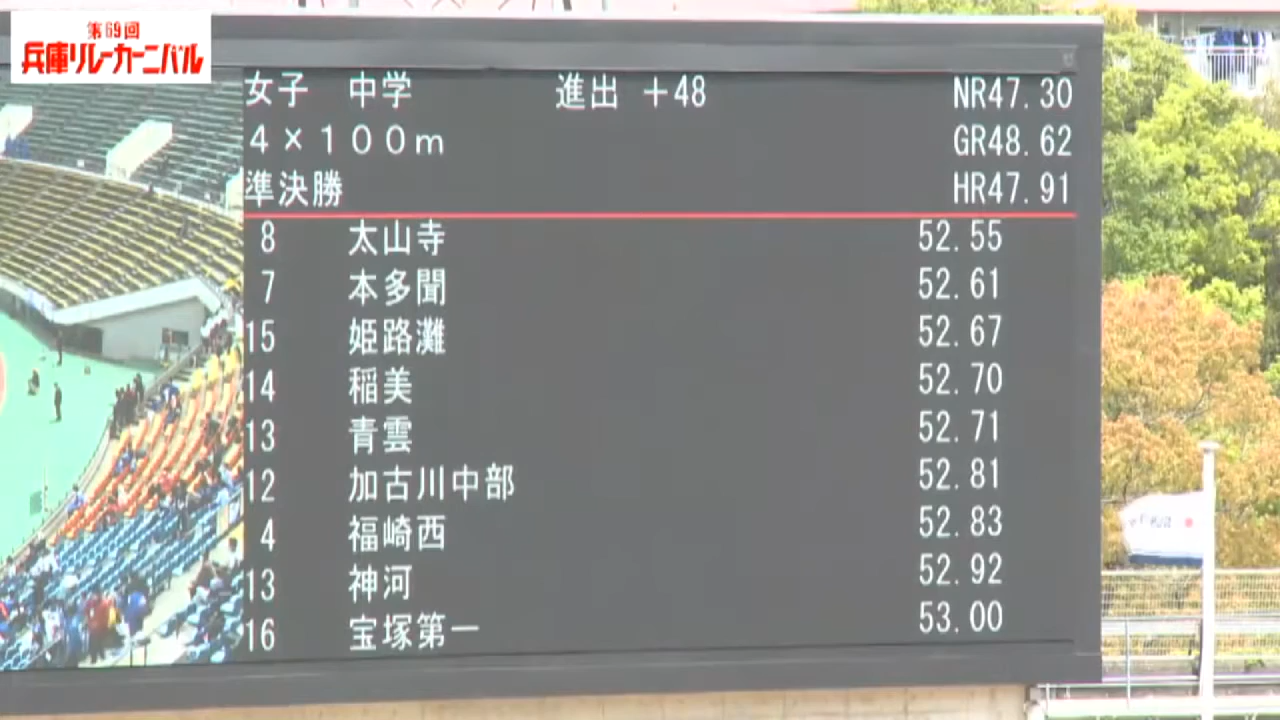 第69回
兵庫リレーカーニバル
女子 中学 進出 +48 NR47.30
4×100m GR48.62
準決勝 HR47.91
8 太山寺 52.55
7 本多聞 52.61
15 姫路灘 52.67
14 稲美 52.70
13 青雲 52.71
12 加古川中部 52.81
4 福崎西 52.83
13 神河 52.92
16 宝塚第一 53.00